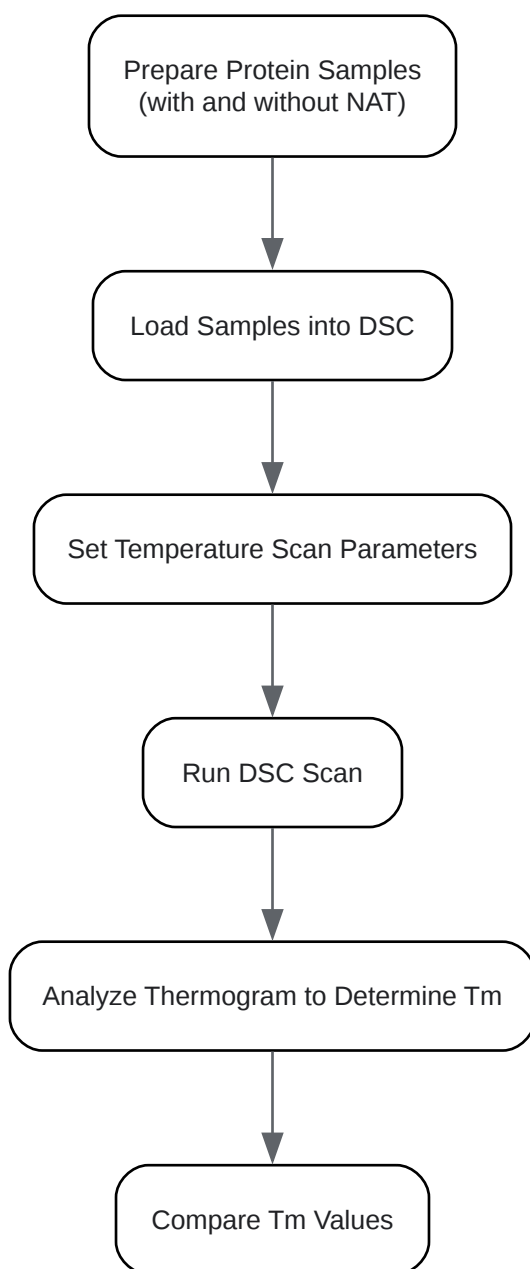 Prepare Protein Samples
(with and without NAT)
Load Samples into DSC
Set Temperature Scan Parameters
Run DSC Scan
Analyze Thermogram to Determine Tm
Compare Tm Values